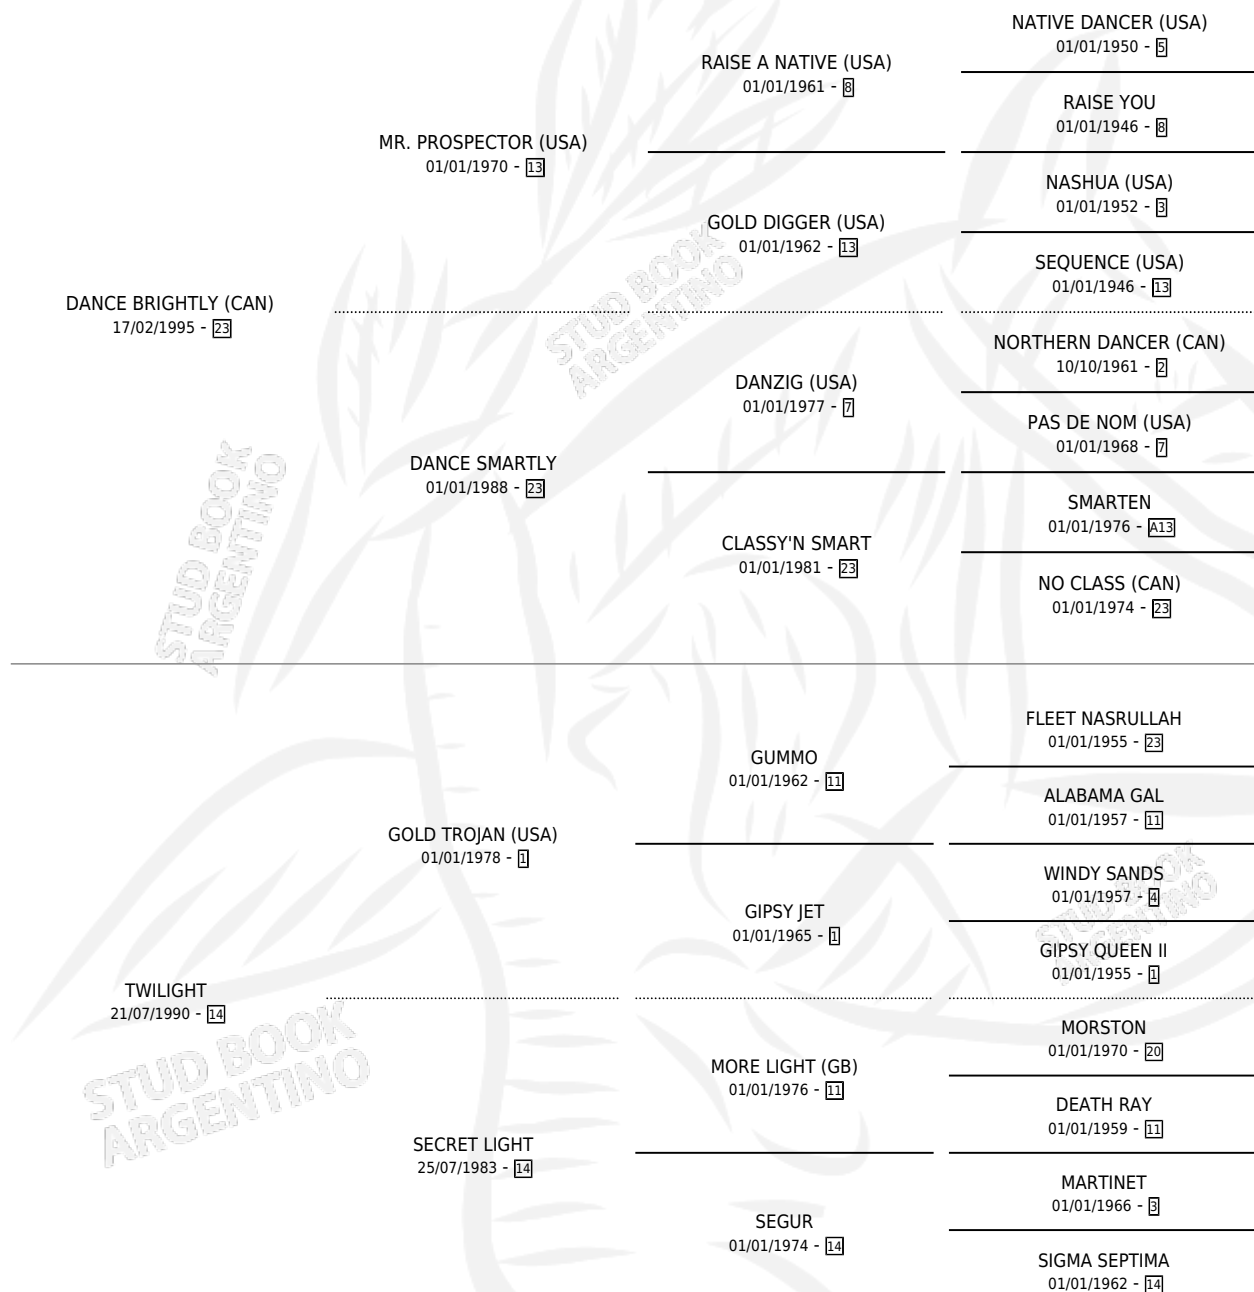 NATIVE DANCER (USA)
01/01/1950 - 5
RAISE A NATIVE (USA)
01/01/1961 - 8
RAISE YOU
01/01/1946 - 8
MR. PROSPECTOR (USA)
01/01/1970 - 13
NASHUA (USA)
01/01/1952 - 3
GOLD DIGGER (USA)
01/01/1962 - 13
SEQUENCE (USA)
01/01/1946 - 13
DANCE BRIGHTLY (CAN)
17/02/1995 - 23
STUD BOOK
ARGENTINO
NORTHERN DANCER (CAN)
10/10/1961 - 2
DANZIG (USA)
01/01/1977 - 7
PAS DE NOM (USA)
01/01/1968 - 7
DANCE SMARTLY
01/01/1988 - 23
SMARTEN
01/01/1976 - A13
CLASSY'N SMART
01/01/1981 - 23
NO CLASS (CAN)
01/01/1974 - 23
STUD BOOK
ARGENTINO
FLEET NASRULLAH
01/01/1955 - 23
GUMMO
01/01/1962 - 11
ALABAMA GAL
01/01/1957 - 11
GOLD TROJAN (USA)
01/01/1978 - 1
WINDY SANDS
01/01/1957 - 4
GIPSY JET
01/01/1965 - 1
GIPSY QUEEN II
01/01/1955 - 1
STUD BOOK
ARGENTINO
TWILIGHT
21/07/1990 - 14
MORSTON
01/01/1970 - 20
MORE LIGHT (GB)
01/01/1976 - 11
DEATH RAY
01/01/1959 - 11
STUD BOOK
ARGENTINO
SECRET LIGHT
25/07/1983 - 14
MARTINET
01/01/1966 - 3
SEGUR
01/01/1974 - 14
SIGMA SEPTIMA
01/01/1962 - 14